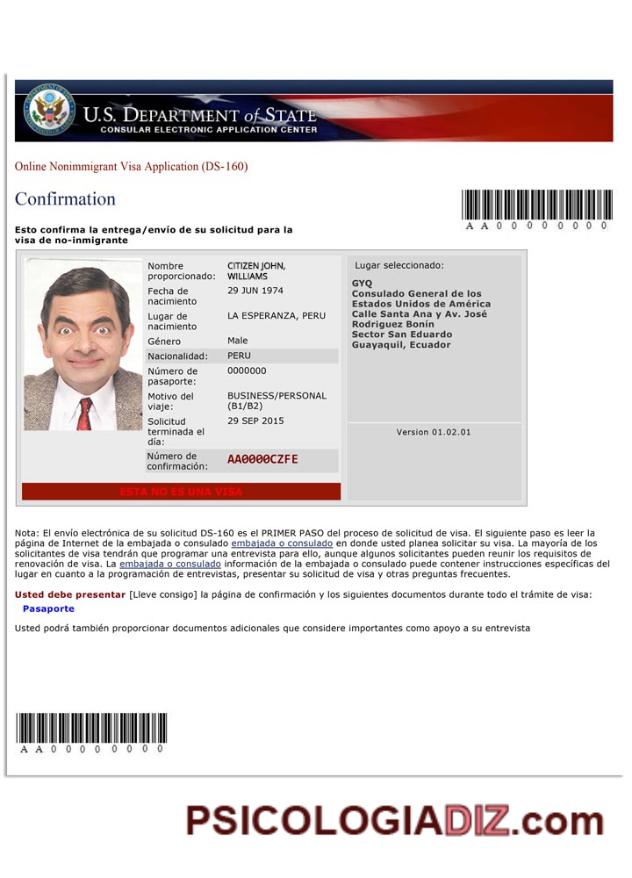 U.S. DEPARTMENT of STATE
CONSULAR ELECTRONIC APPLICATION CENTER
Online Nonimmigrant Visa Application (DS-160)
Confirmation
AA00000000
Esto confirma la entrega/envío de su solicitud para la
visa de no-inmigrante
Nombre
proporcionado:
CITIZEN JOHN,
WILLIAMS
Fecha de
nacimiento
29 JUN 1974
Lugar de
nacimiento
LA ESPERANZA, PERU
Género
Male
Nacionalidad:
PERU
Número de
pasaporte:
0000000
Motivo del
viaje:
BUSINESS/PERSONAL
(B1/B2)
Solicitud
terminada el
día:
29 SEP 2015
Número de
confirmación:
AA0000CZFE
ESTA NO ES UNA VISA
Lugar seleccionado:
GYQ
Consulado General de los
Estados Unidos de América
Calle Santa Ana y Av. José
Rodriguez Bonín
Sector San Eduardo
Guayaquil, Ecuador
Version 01.02.01
Nota: El envío electrónica de su solicitud DS-160 es el PRIMER PASO del proceso de solicitud de visa. El siguiente paso es leer la
página de Internet de la embajada o consulado embajada o consulado en donde usted planea solicitar su visa. La mayoría de los
solicitantes de visa tendrán que programar una entrevista para ello, aunque algunos solicitantes pueden reunir los requisitos de
renovación de visa. La embajada o consulado información de la embajada o consulado puede contener instrucciones específicas del
lugar en cuanto a la programación de entrevistas, presentar su solicitud de visa y otras preguntas frecuentes.
Usted debe presentar [Lleve consigo] la página de confirmación y los siguientes documentos durante todo el trámite de visa:
Pasaporte
Usted podrá también proporcionar documentos adicionales que considere importantes como apoyo a su entrevista
AA00000000
PSICOLOGIADIZ.com